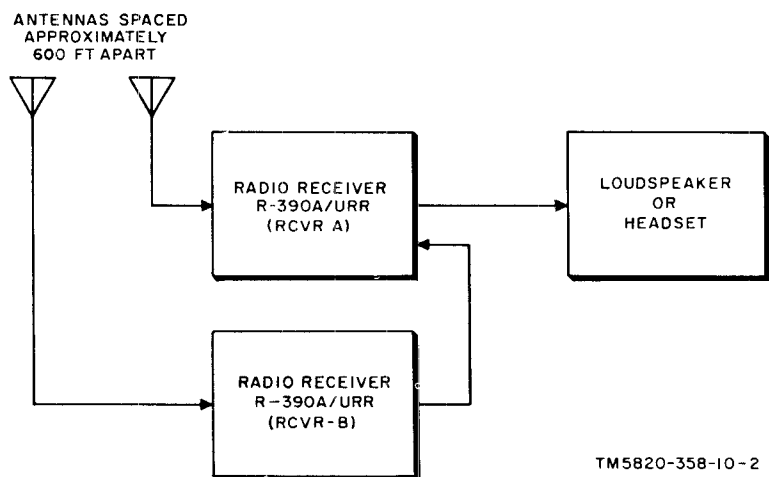 ANTENNAS SPACED
APPROXIMATELY
600 FT APART
RADIO RECEIVER
R-390A/URR
(RCVR A)
LOUDSPEAKER
OR
HEADSET
RADIO RECEIVER
R-390A/URR
(RCVR-B)
TM5820-358-10-2